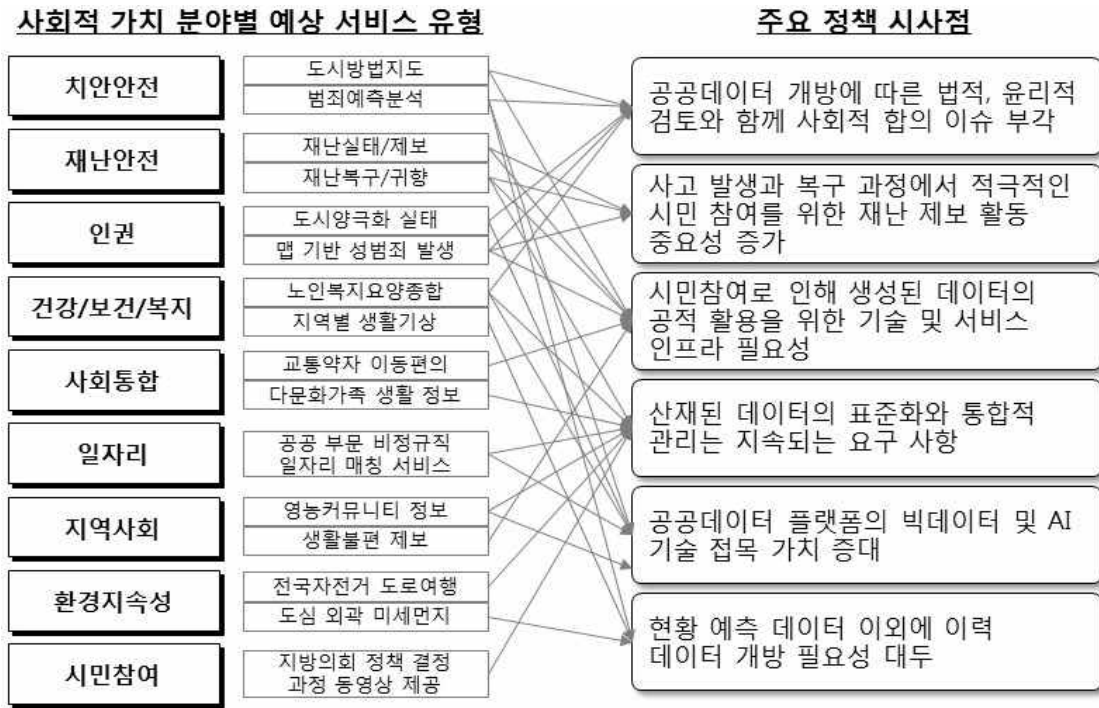 사회적 가치 분야별 예상 서비스 유형
주요 정책 시사점
치안안전
도시방법지도
범죄예측분석
재난안전
재난실태/제보
재난복구/귀향
인권
도시양극화 실태
맵 기반 성범죄 발생
건강/보건/복지
노인복지요양종합
지역별 생활기상
사회통합
교통약자 이동편의
다문화가족 생활 정보
일자리
공공 부문 비정규직
일자리 매칭 서비스
지역사회
영농커뮤니티 정보
생활불편 제보
환경지속성
전국자전거 도로여행
도심 외곽 미세먼지
시민참여
지방의회 정책 결정
과정 동영상 제공
공공데이터 개방에 따른 법적, 윤리적
검토와 함께 사회적 합의 이슈 부각
사고 발생과 복구 과정에서 적극적인
시민 참여를 위한 재난 제보 활동
중요성 증가
시민참여로 인해 생성된 데이터의
공적 활용을 위한 기술 및 서비스
인프라 필요성
산재된 데이터의 표준화와 통합적
관리는 지속되는 요구 사항
공공데이터 플랫폼의 빅데이터 및 AI
기술 접목 가치 증대
현황 예측 데이터 이외에 이력
데이터 개방 필요성 대두